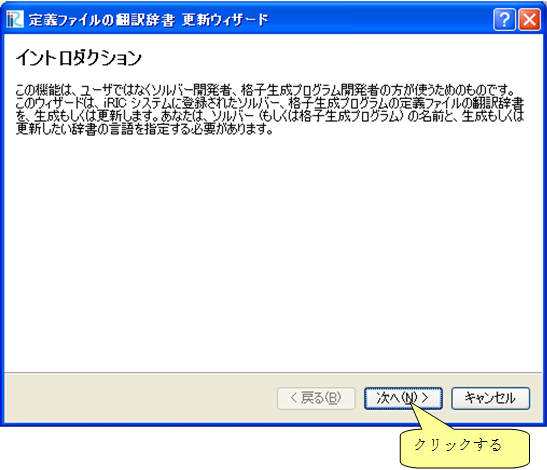 定義ファイルの翻訳辞書 更新ウィザード
イントロダクション
この機能は、ユーザではなくソルバー開発者、格子生成プログラム開発者の方が使うためのものです。
このウィザードは、iRIC システムに登録されたソルバー、格子生成プログラムの定義ファイルの翻訳辞書
を、生成もしくは更新します。あなたは、ソルバー (もしくは格子生成プログラム) の名前と、生成もしくは
更新したい辞書の言語を指定する必要があります。
< 戻る(B)
次へ(N) >
キャンセル
クリックする